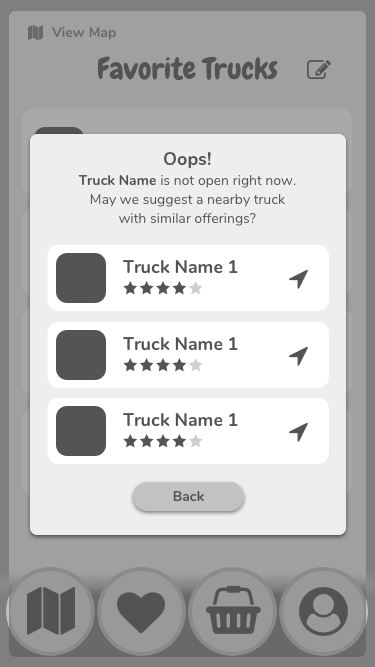 View Map
Favorite Trucks
Oops!
Truck Name is not open right now.
May we suggest a nearby truck
with similar offerings?
Truck Name 1
Truck Name 1
Truck Name 1
Back